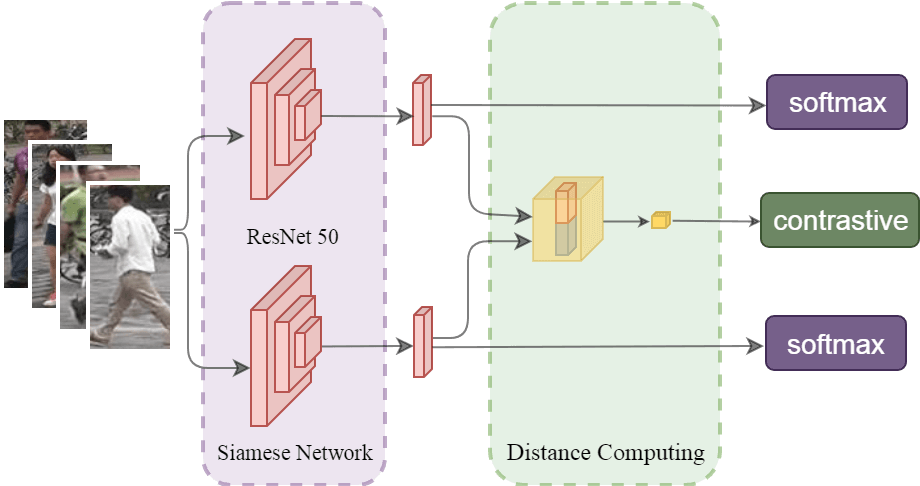 softmax
contrastive
ResNet 50
softmax
Siamese Network
Distance Computing